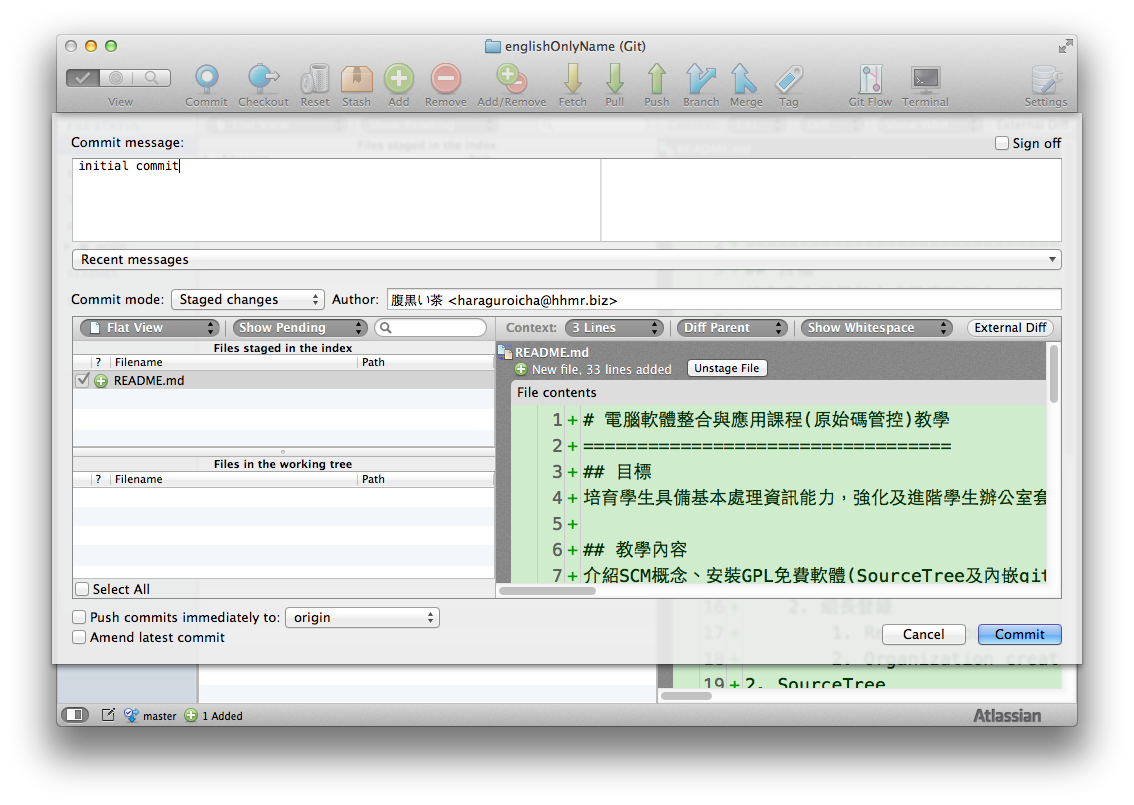 englishOnlyName (Git)
View Commit Checkout Reset Stash Add Remove Add/Remove Fetch Pull Push Branch Merge Tag Git Flow Terminal Settings
Commit message:
Sign off
initial commit
Recent messages
Commit mode: Staged changes Author: 腹黒い茶 <haraguroicha@hhmr.biz>
Flat View Show Pending Context: 3 Lines Diff Parent Show Whitespace External Diff
Files staged in the index
? Filename Path
README.md
Files in the working tree
? Filename Path
Select All
README.md
New file, 33 lines added Unstage File
File contents
1 + # 電腦軟體整合與應用課程(原始碼管控)教學
2 + ==================================
3 + ## 目標
4 + 培育學生具備基本處理資訊能力，強化及進階學生辦公室套
5 +
6 + ## 教學內容
7 + 介紹SCM概念、安裝GPL免費軟體(SourceTree及內嵌git
Push commits immediately to: origin
Amend latest commit
Cancel Commit
16 + 2. 組長登錄
17 + 1. Re
18 + 2. Organization creat
19 + 2. SourceTree
master 1 Added
Atlassian